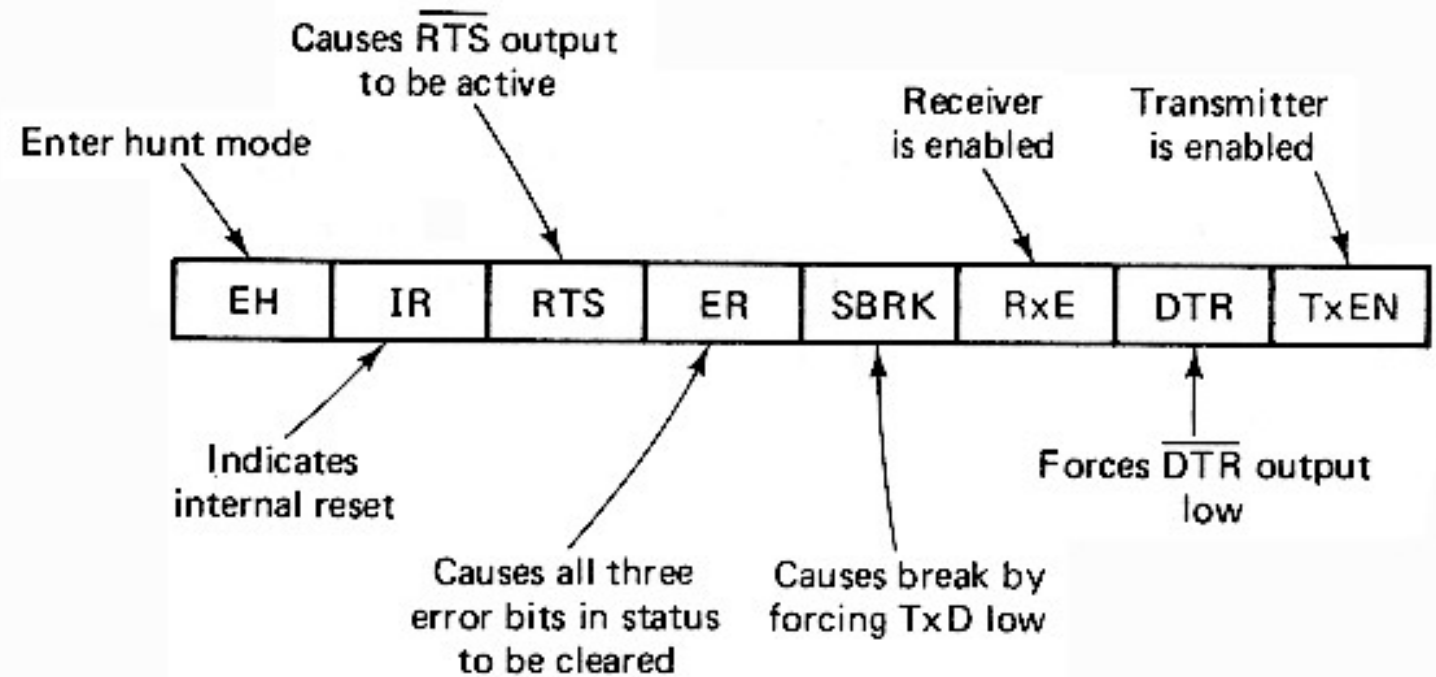 Causes RTS output
to be active
Enter hunt mode
Receiver
is enabled
Transmitter
is enabled
EH IR RTS ER SBRK RxE DTR TxEN
Indicates
internal reset
Causes all three
error bits in status
to be cleared
Causes break by
forcing TxD low
Forces DTR output
low